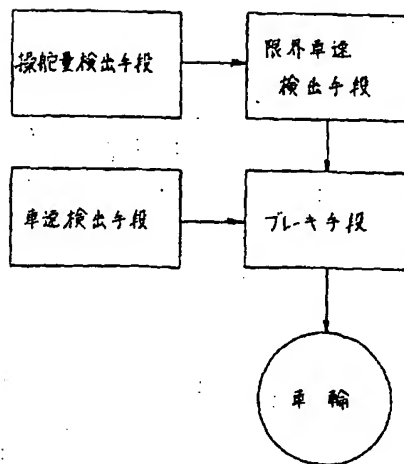 操舵量検出手段
限界車速
検出手段
車速検出手段
ブレーキ手段
車輪